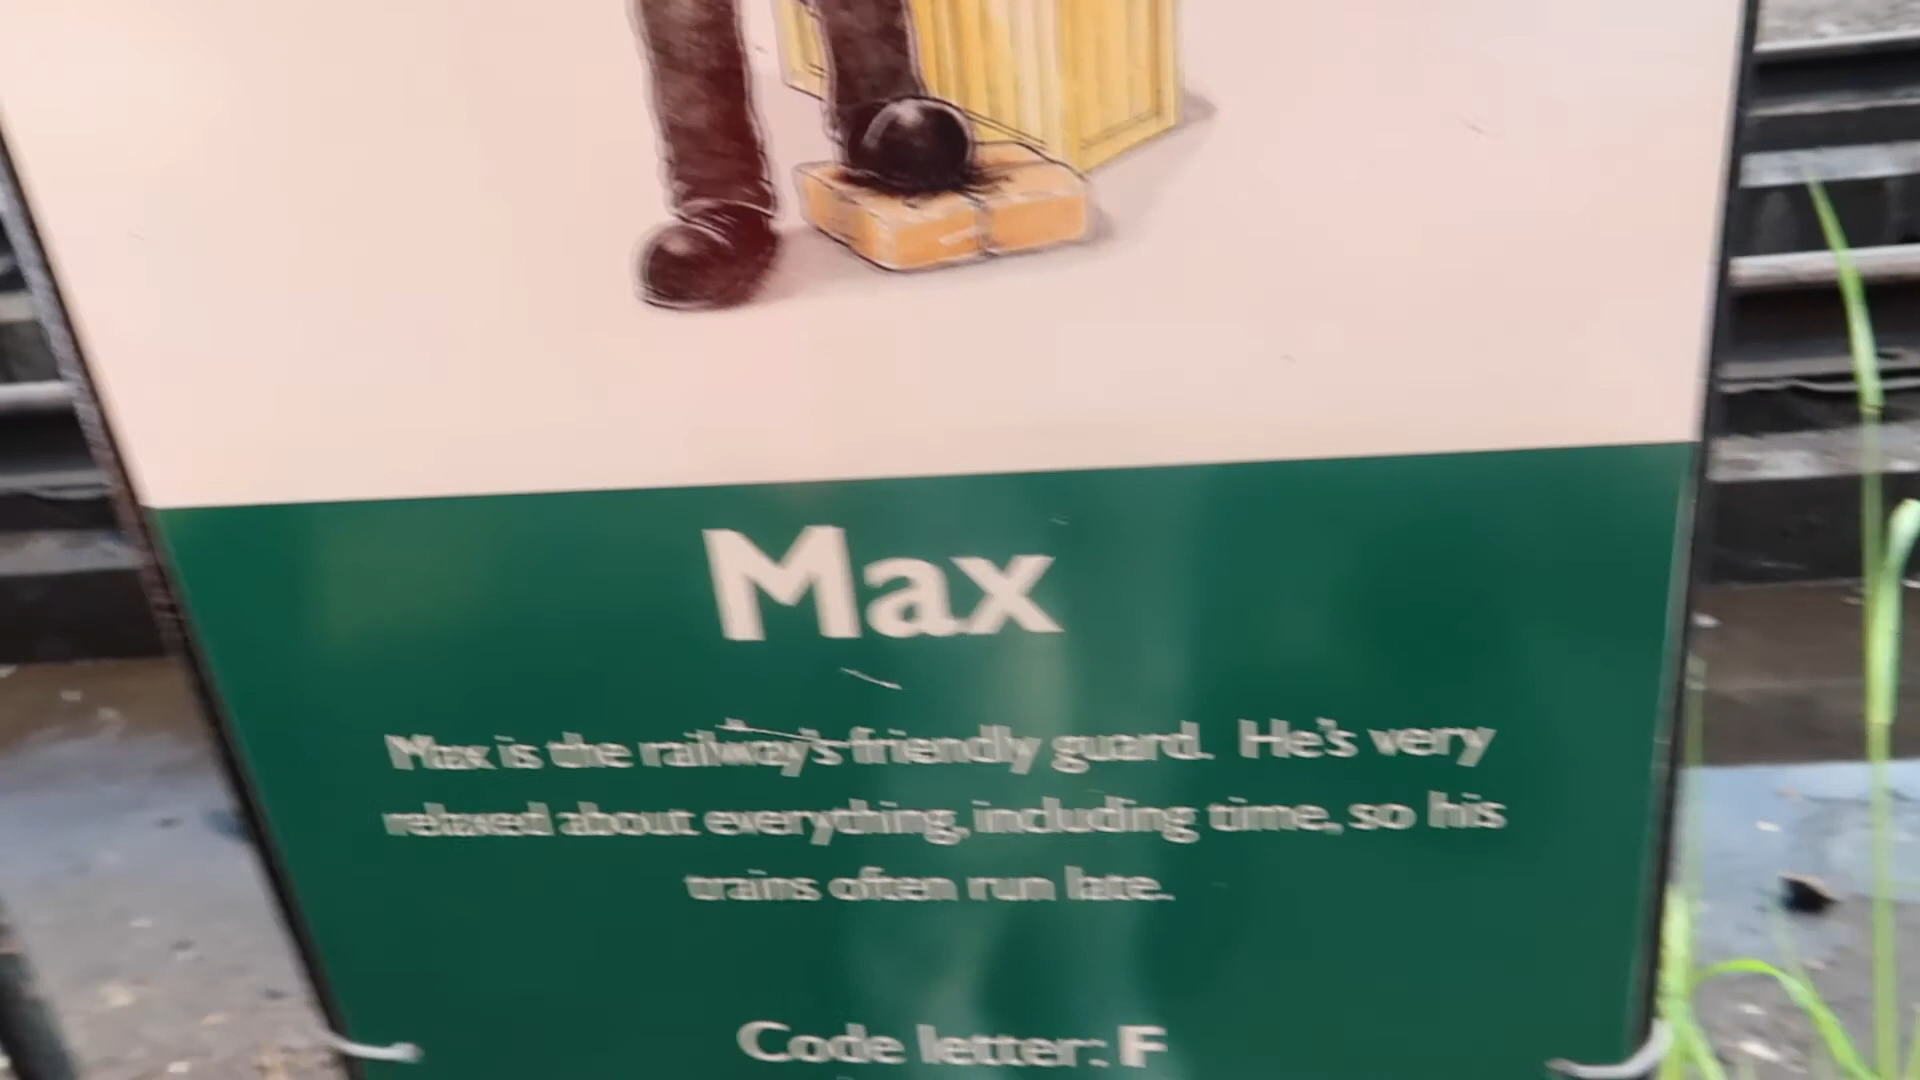 Max
Max is the railway's friendly guard. He's very
relaxed about everything, including time, so his
trains often run late.
Code letter: F